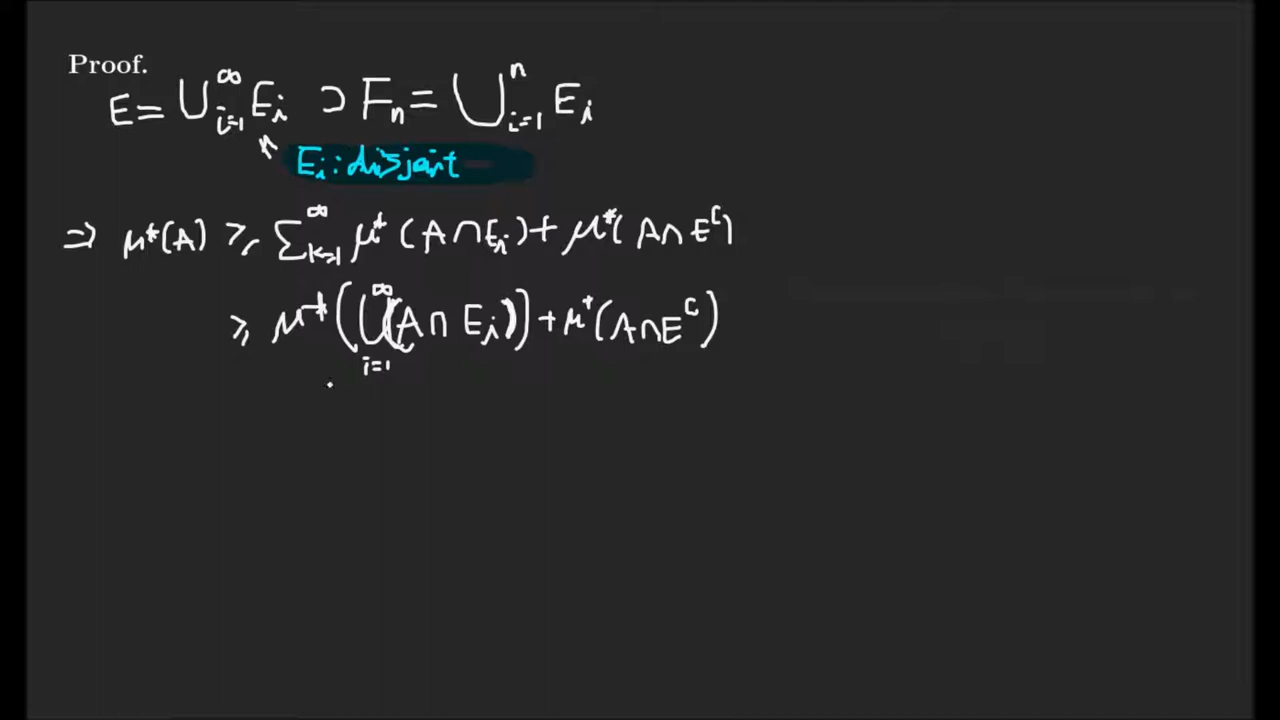 Proof.
E = ⋃_{i=1}^{∞} E_i ⊃ F_n = ⋃_{i=1}^{n} E_i
E_i : disjoint
⇒ μ*(A) ≥ ∑_{k=1}^{∞} μ*(A∩E_i) + μ*(A∩E^c)
≥ μ*(⋃_{i=1}^{∞}(A∩E_i)) + μ*(A∩E^c)